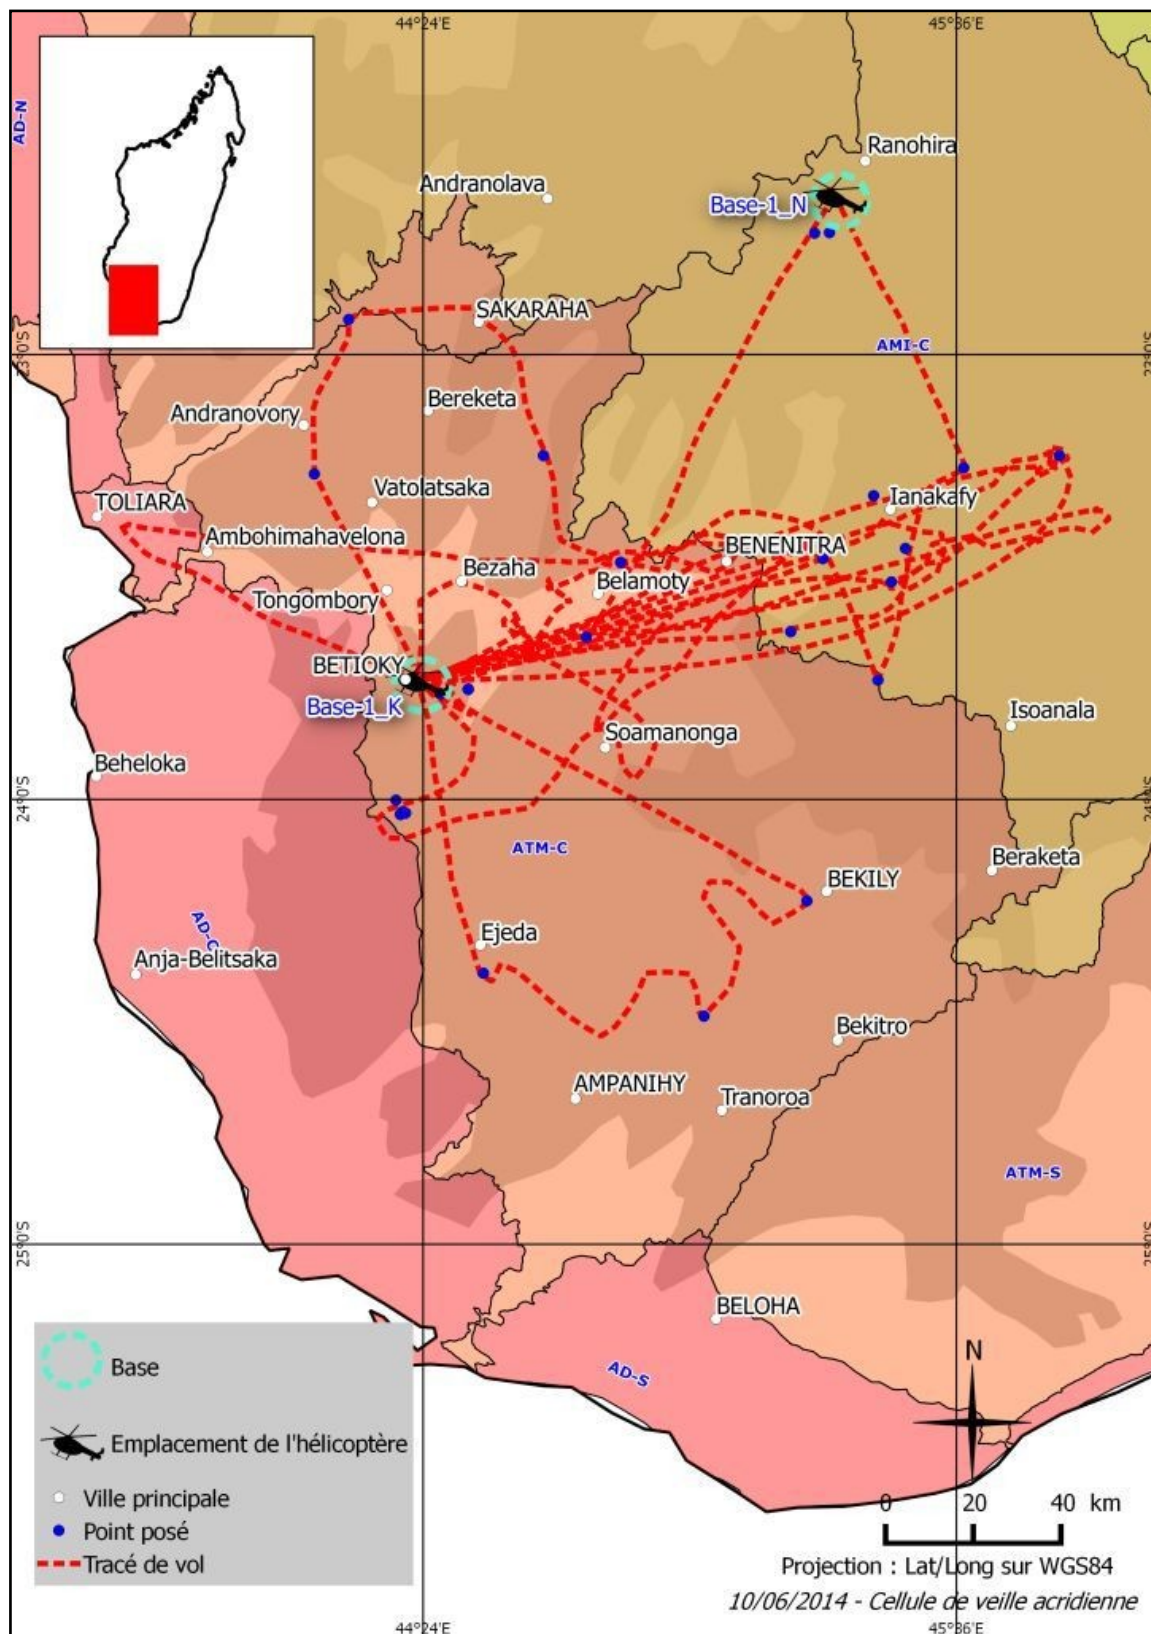 44°24'E
45°36'E
AD-N
Ranohira
Andranolava
Base-1_N
SAKARAHA
AMI-C
23°0'S
23°0'S
Bereketa
Andranovory
Vatolatsaka
Ianakafy
TOLIARA
Ambohimahavelona
BENENITRA
Bezaha
Belamoty
Tongombory
BETIOKY
Base-1_K
Isoanala
Soamanonga
Beheloka
24°0'S
24°0'S
ATM-C
Beraketa
BEKILY
AD-C
Ejeda
Anja-Belitsaka
Bekitro
AMPANIHY
Tranoroa
ATM-S
25°0'S
25°0'S
BELOHA
AD-S
N
Base
Emplacement de l'hélicoptère
Ville principale
Point posé
Tracé de vol
0 20 40 km
Projection : Lat/Long sur WGS84
10/06/2014 - Cellule de veille acridienne
44°24'E
45°36'E